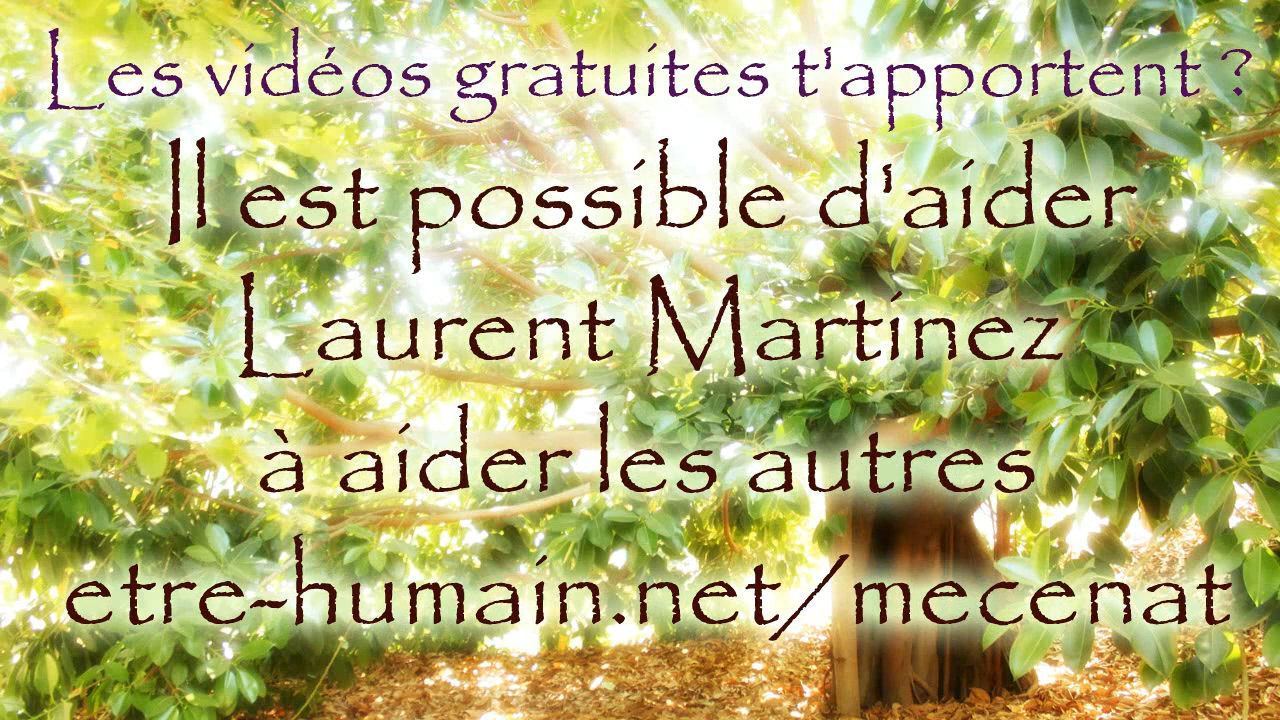 Les vidéos gratuites t'apportent ?
Il est possible d'aider
Laurent Martinez
à aider les autres
etre-humain.net/mecenat